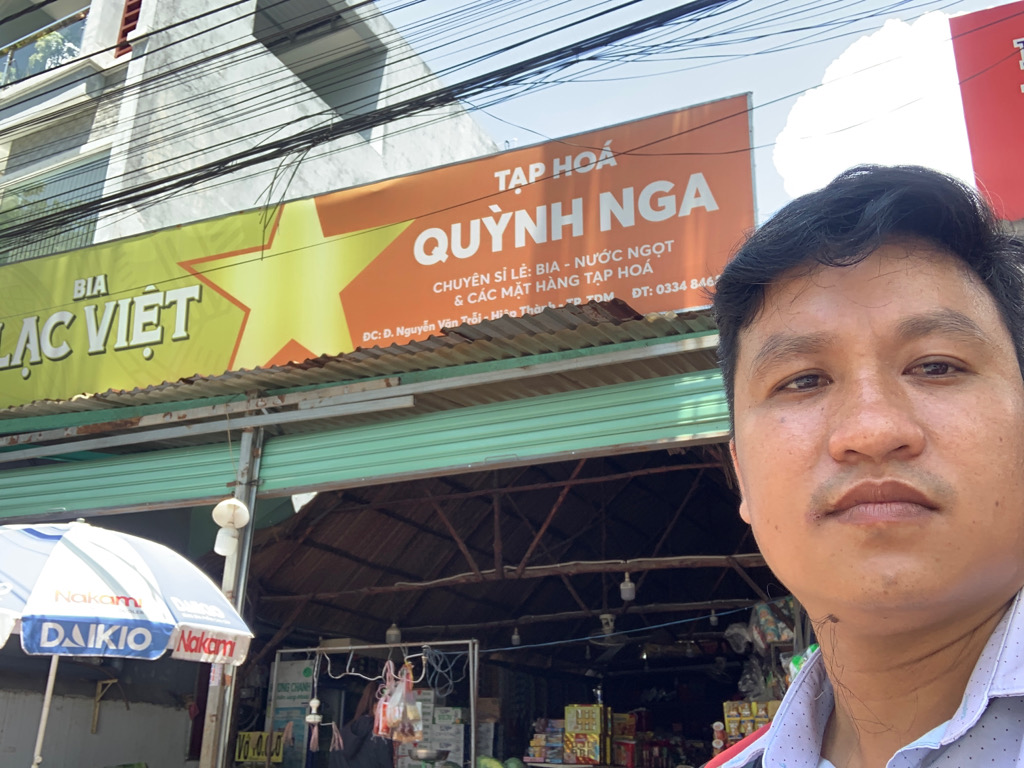 TẠP HOÁ
QUỲNH NGA
CHUYÊN SỈ LẺ: BIA - NƯỚC NGỌT
& CÁC MẶT HÀNG TẠP HOÁ
ĐC: Đ. Nguyễn Văn Trỗi - Hiệp Thành - TP. TDM ĐT: 0334 846
BIA
LẠC VIỆT
Nakami
DAIKIO
Nakami